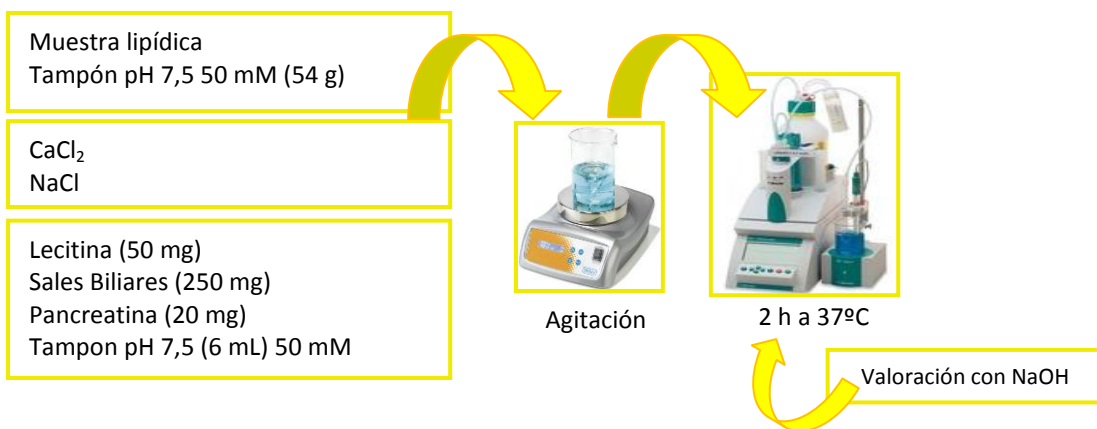 Muestra lipídica
Tampón pH 7,5 50 mM (54 g)
CaCl₂
NaCl
Lecitina (50 mg)
Sales Biliares (250 mg)
Pancreatina (20 mg)
Tampon pH 7,5 (6 mL) 50 mM
Agitación
2 h a 37ºC
Valoración con NaOH